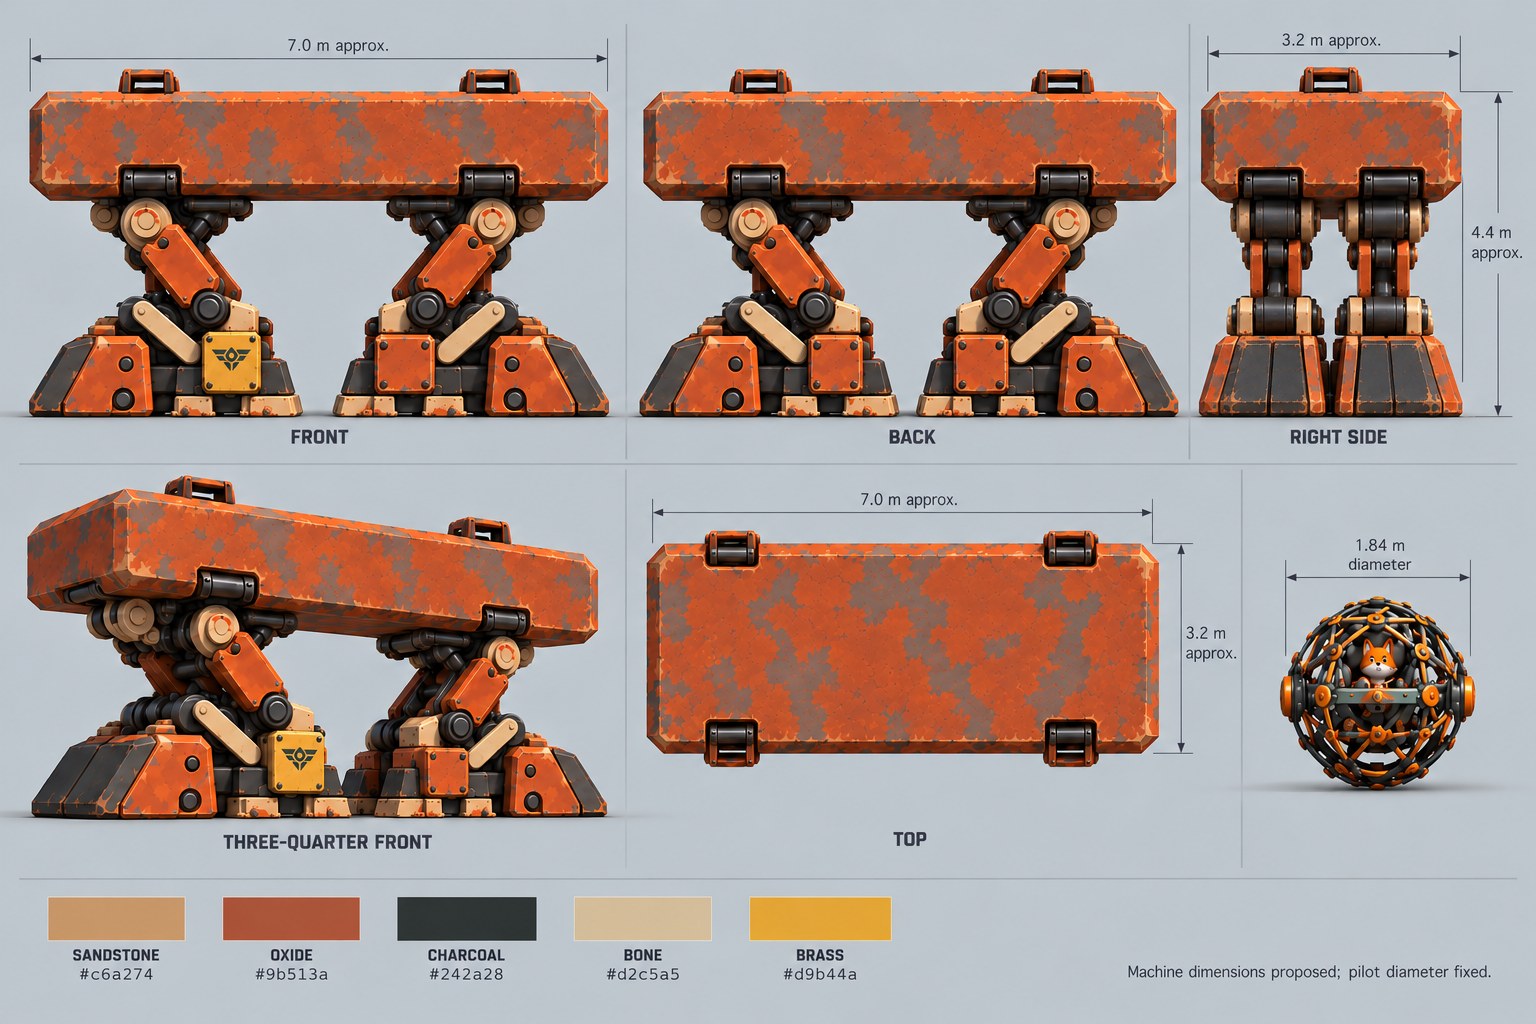 7.0 m approx.
3.2 m approx.
4.4 m
approx.
FRONT
BACK
RIGHT SIDE
7.0 m approx.
3.2 m
approx.
1.84 m
diameter
THREE-QUARTER FRONT
TOP
SANDSTONE
#c6a274
OXIDE
#9b513a
CHARCOAL
#242a28
BONE
#d2c5a5
BRASS
#d9b44a
Machine dimensions proposed; pilot diameter fixed.